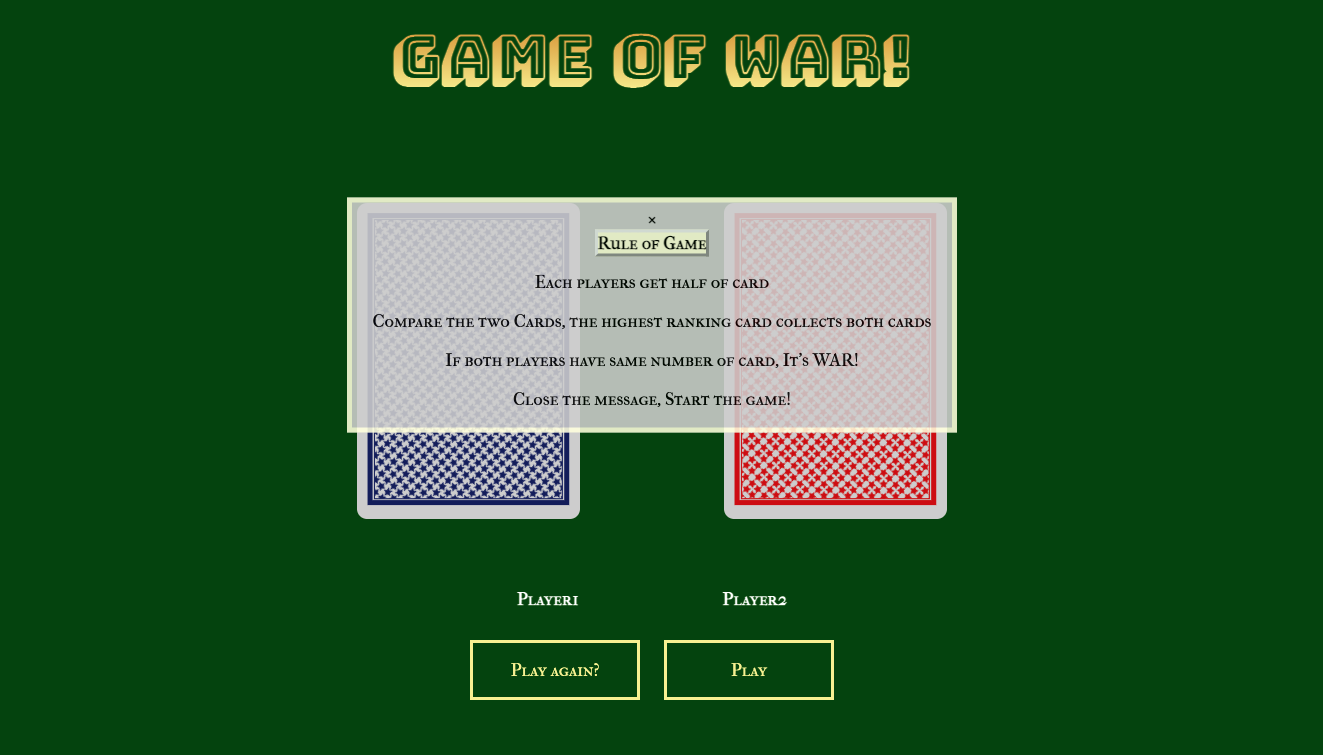 GAME OF WAR!
×
Rule of Game
Each players get half of card
Compare the two Cards, the highest ranking card collects both cards
If both players have same number of card, It's WAR!
Close the message, Start the game!
Player1 Player2
Play again? Play